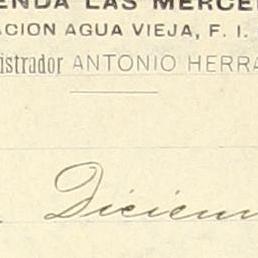 ENDA LAS MERCE
ACION AGUA VIEJA, F. I.
istrador ANTONIO HERRA
Diciem